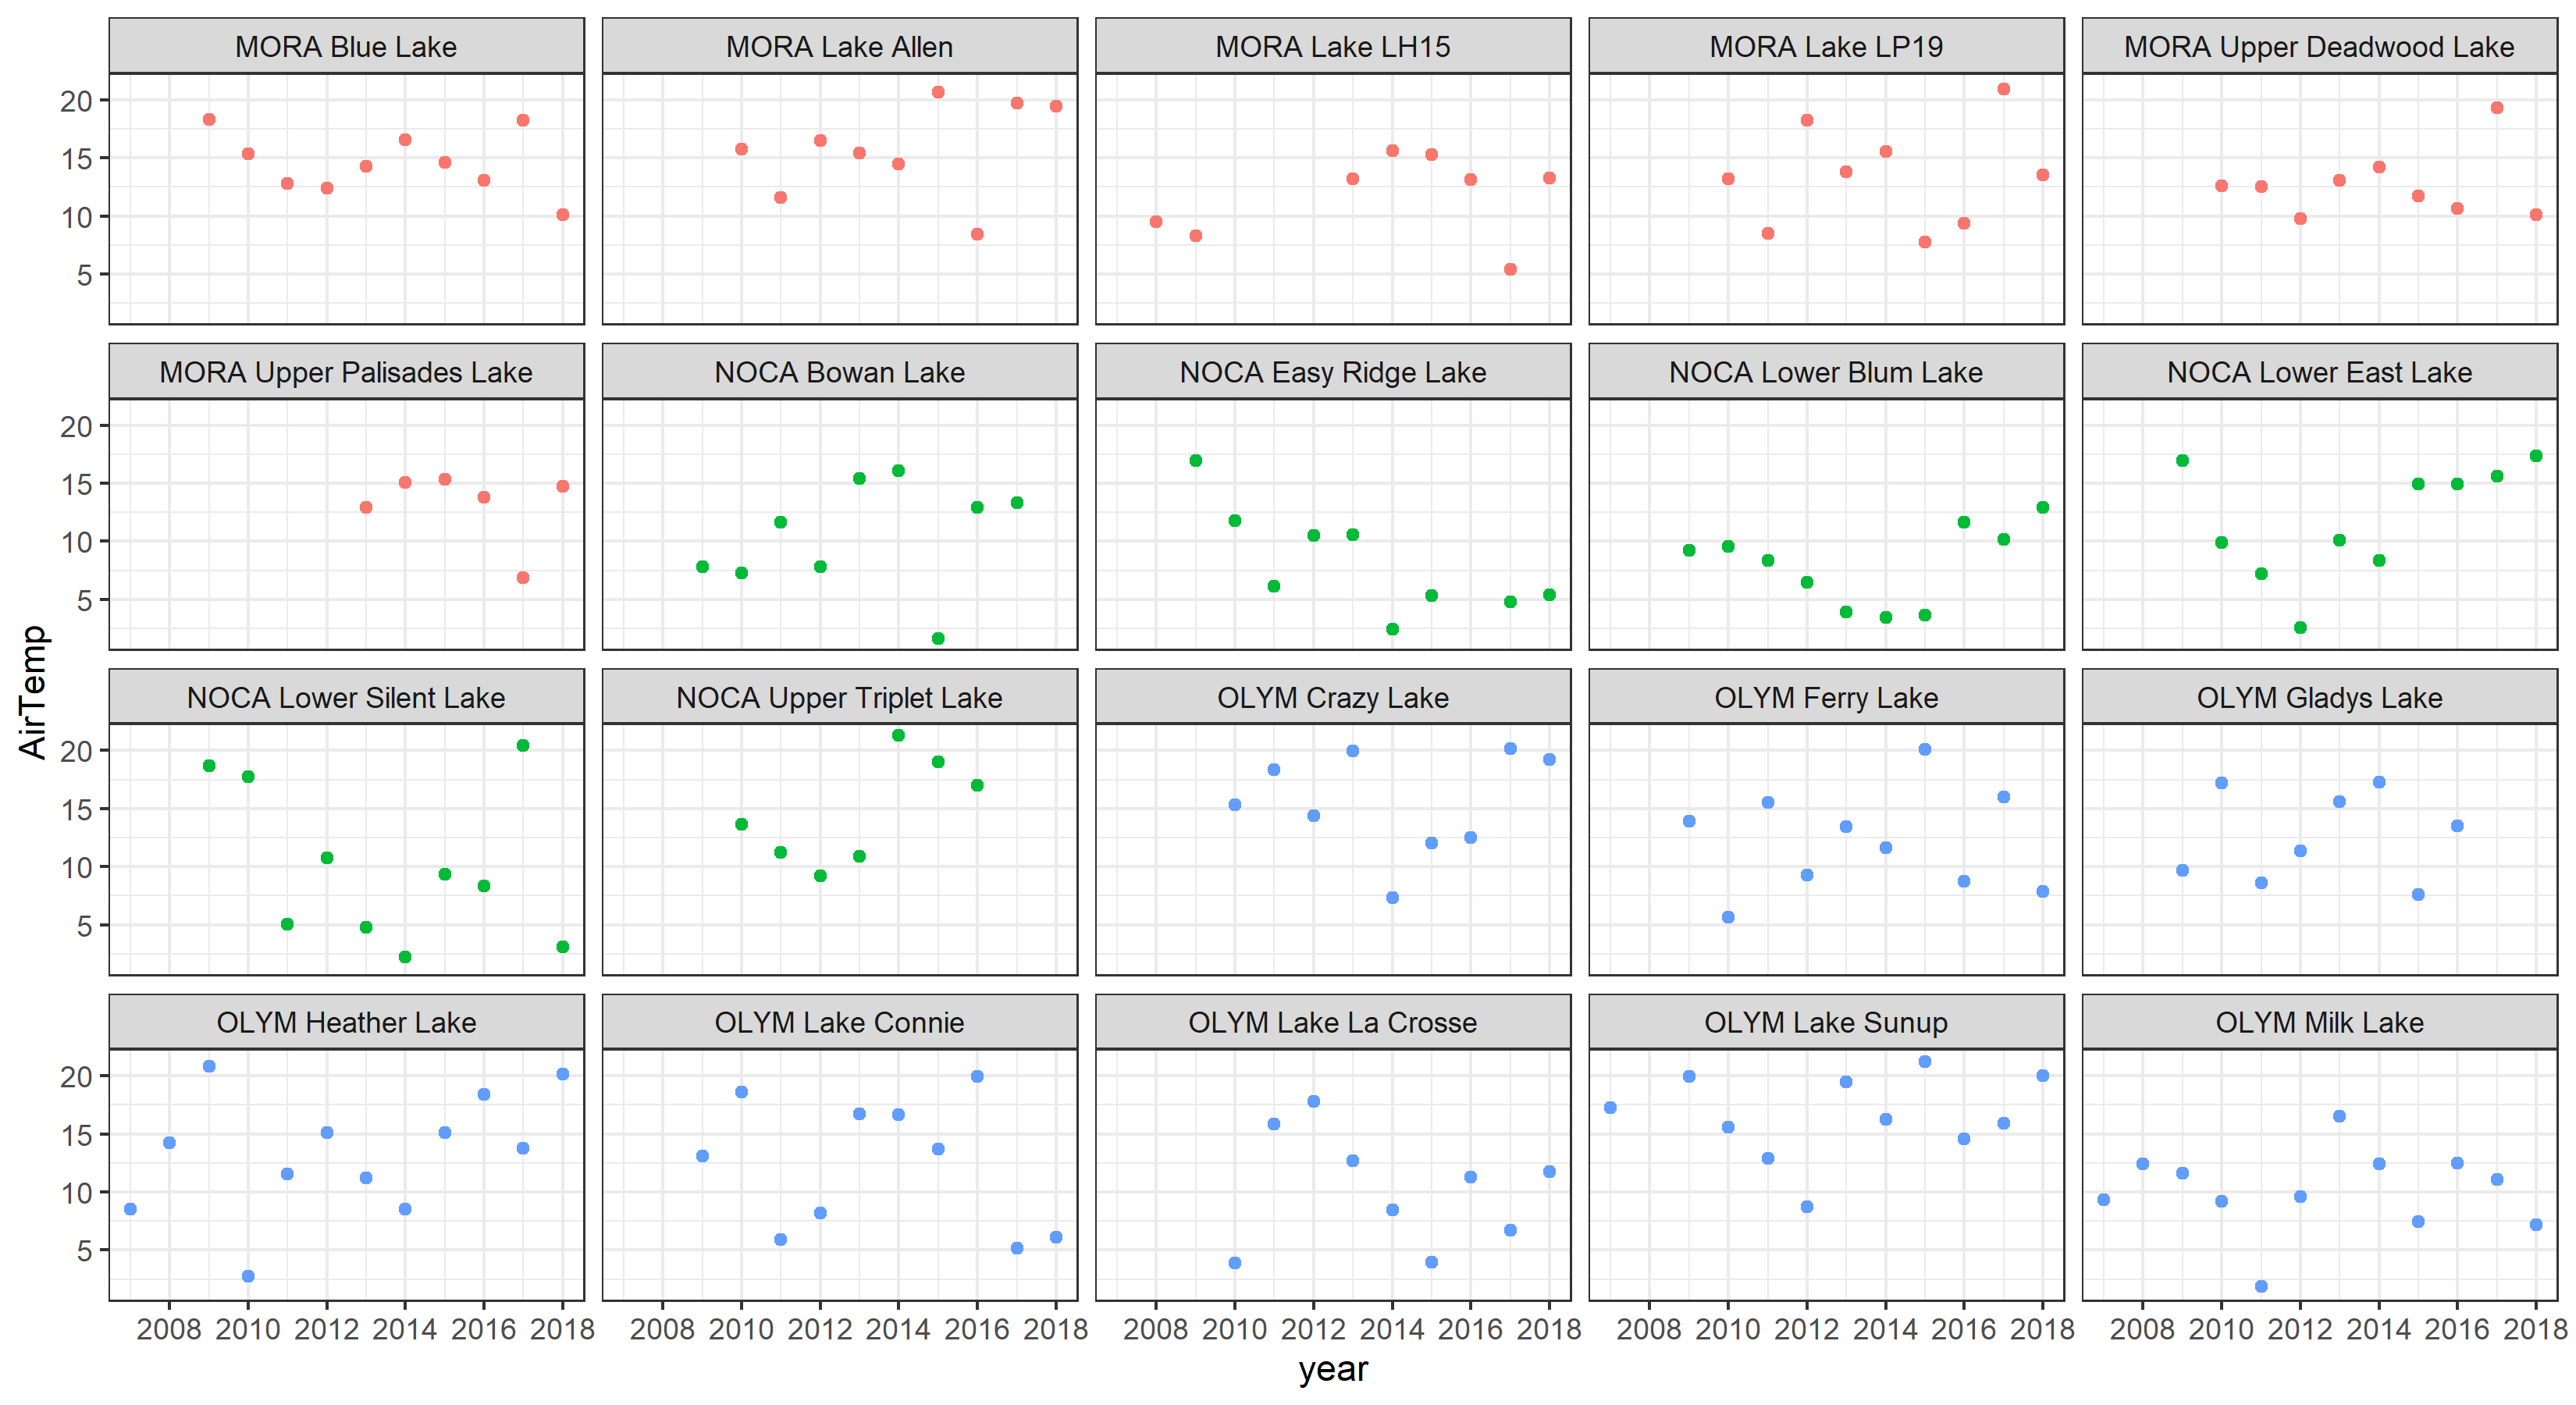 MORA Blue Lake
MORA Lake Allen
MORA Lake LH15
MORA Lake LP19
MORA Upper Deadwood Lake
20
15
10
5
MORA Upper Palisades Lake
NOCA Bowan Lake
NOCA Easy Ridge Lake
NOCA Lower Blum Lake
NOCA Lower East Lake
20
15
10
5
NOCA Lower Silent Lake
NOCA Upper Triplet Lake
OLYM Crazy Lake
OLYM Ferry Lake
OLYM Gladys Lake
20
15
10
5
OLYM Heather Lake
OLYM Lake Connie
OLYM Lake La Crosse
OLYM Lake Sunup
OLYM Milk Lake
20
15
10
5
AirTemp
2008 2010 2012 2014 2016 2018
2008 2010 2012 2014 2016 2018
2008 2010 2012 2014 2016 2018
2008 2010 2012 2014 2016 2018
2008 2010 2012 2014 2016 2018
year